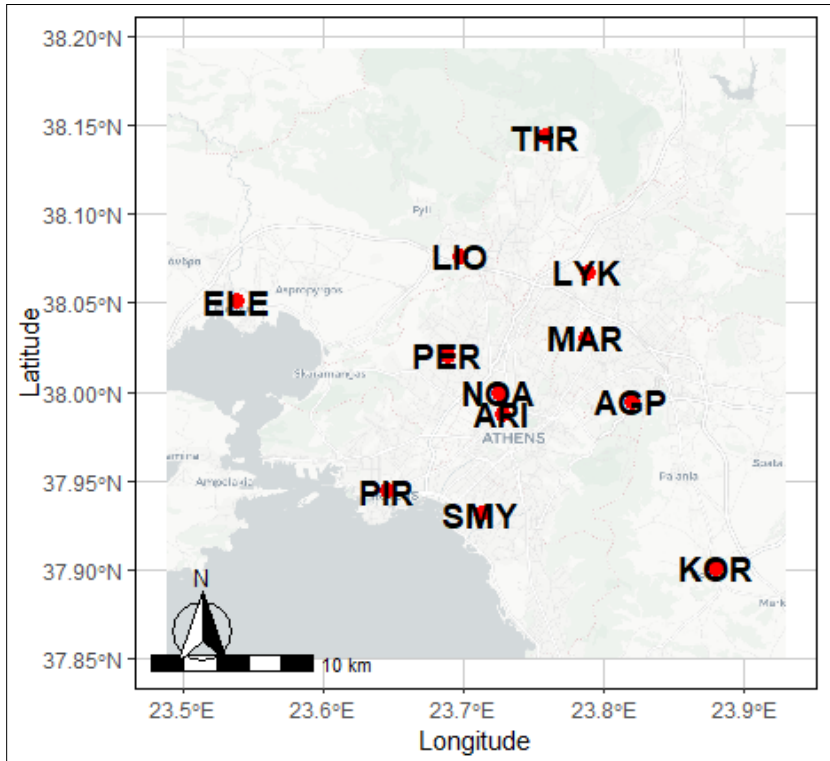 38.20°N
38.15°N
38.10°N
38.05°N
38.00°N
37.95°N
37.90°N
37.85°N
Latitude
THR
Pyli
LIO
LYK
ELE
Aspropyrgos
MAR
PER
Skaramangas
NOA
AGP
ARI
ATHENS
Ampelakia
PIR
SMY
Paiania
Spata
KOR
Mark
N
10 km
23.5°E
23.6°E
23.7°E
23.8°E
23.9°E
Longitude